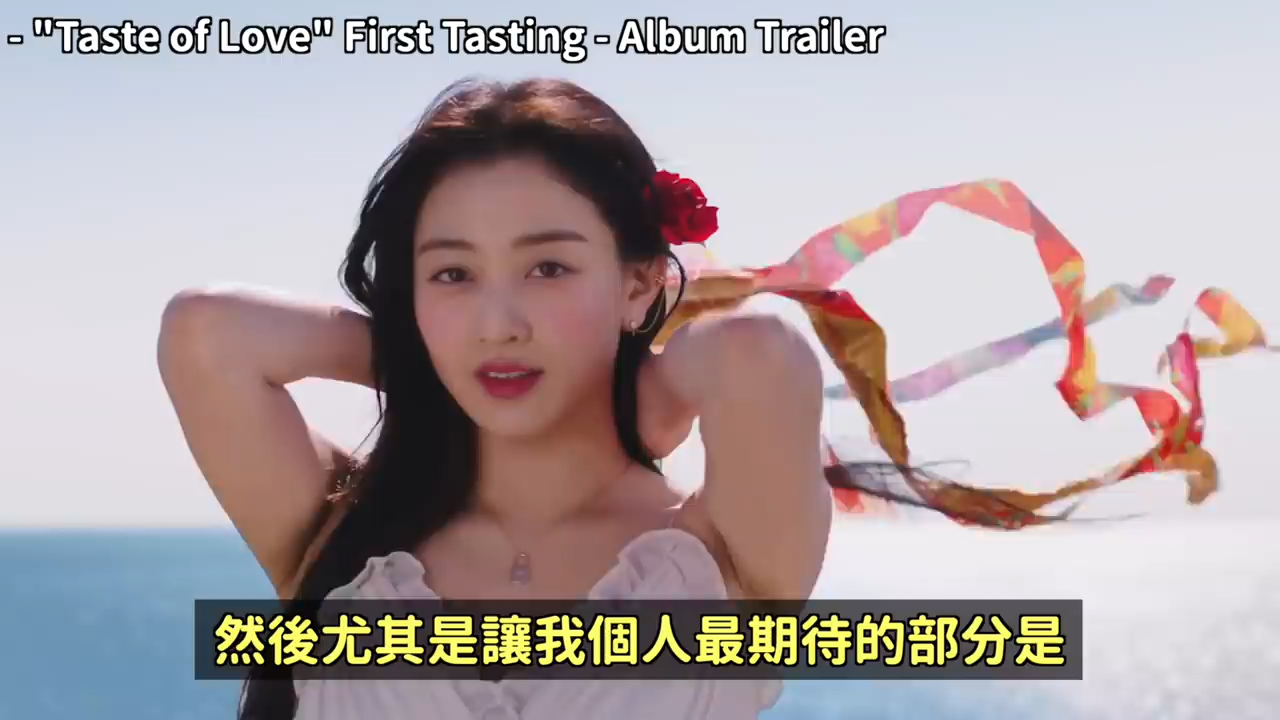 - "Taste of Love" First Tasting - Album Trailer
然後尤其是讓我個人最期待的部分是